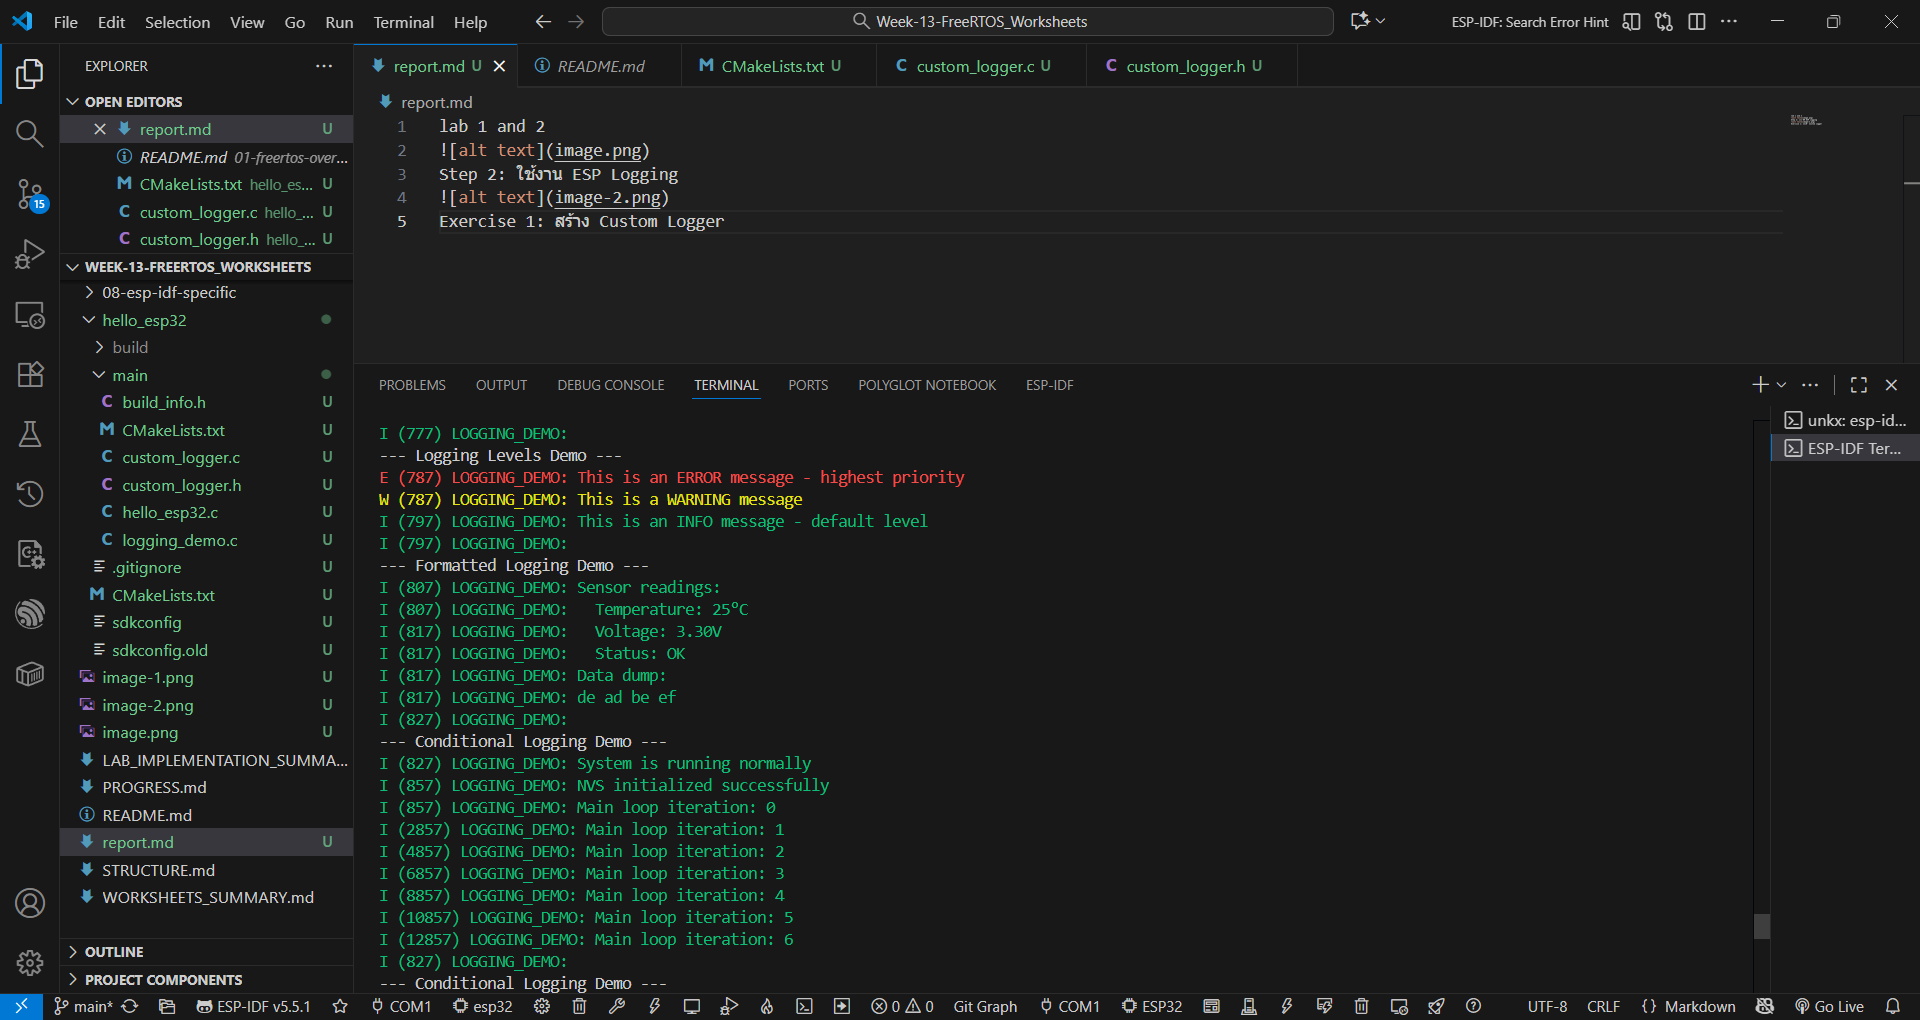 File Edit Selection View Go Run Terminal Help
Week-13-FreeRTOS_Worksheets
ESP-IDF: Search Error Hint
EXPLORER
OPEN EDITORS
report.md U
README.md 01-freertos-over...
CMakeLists.txt hello_es... U
custom_logger.c hello_... U
custom_logger.h hello_... U
WEEK-13-FREERTOS_WORKSHEETS
08-esp-idf-specific
hello_esp32
build
main
build_info.h U
CMakeLists.txt U
custom_logger.c U
custom_logger.h U
hello_esp32.c U
logging_demo.c U
.gitignore U
CMakeLists.txt U
sdkconfig U
sdkconfig.old U
image-1.png U
image-2.png U
image.png U
LAB_IMPLEMENTATION_SUMMA...
PROGRESS.md
README.md
report.md U
STRUCTURE.md
WORKSHEETS_SUMMARY.md
OUTLINE
PROJECT COMPONENTS
15
report.md U
README.md
CMakeLists.txt U
custom_logger.c U
custom_logger.h U
report.md
1 lab 1 and 2
2 ![alt text](image.png)
3 Step 2: ใช้งาน ESP Logging
4 ![alt text](image-2.png)
5 Exercise 1: สร้าง Custom Logger
PROBLEMS OUTPUT DEBUG CONSOLE TERMINAL PORTS POLYGLOT NOTEBOOK ESP-IDF
I (777) LOGGING_DEMO:
--- Logging Levels Demo ---
E (787) LOGGING_DEMO: This is an ERROR message - highest priority
W (787) LOGGING_DEMO: This is a WARNING message
I (797) LOGGING_DEMO: This is an INFO message - default level
I (797) LOGGING_DEMO:
--- Formatted Logging Demo ---
I (807) LOGGING_DEMO: Sensor readings:
I (807) LOGGING_DEMO:   Temperature: 25°C
I (817) LOGGING_DEMO:   Voltage: 3.30V
I (817) LOGGING_DEMO:   Status: OK
I (817) LOGGING_DEMO: Data dump:
I (817) LOGGING_DEMO: de ad be ef
I (827) LOGGING_DEMO:
--- Conditional Logging Demo ---
I (827) LOGGING_DEMO: System is running normally
I (857) LOGGING_DEMO: NVS initialized successfully
I (857) LOGGING_DEMO: Main loop iteration: 0
I (2857) LOGGING_DEMO: Main loop iteration: 1
I (4857) LOGGING_DEMO: Main loop iteration: 2
I (6857) LOGGING_DEMO: Main loop iteration: 3
I (8857) LOGGING_DEMO: Main loop iteration: 4
I (10857) LOGGING_DEMO: Main loop iteration: 5
I (12857) LOGGING_DEMO: Main loop iteration: 6
I (827) LOGGING_DEMO:
--- Conditional Logging Demo ---
unkx: esp-id...
ESP-IDF Ter...
main* ESP-IDF v5.5.1 COM1 esp32 0 0 Git Graph COM1 ESP32 UTF-8 CRLF {} Markdown Go Live